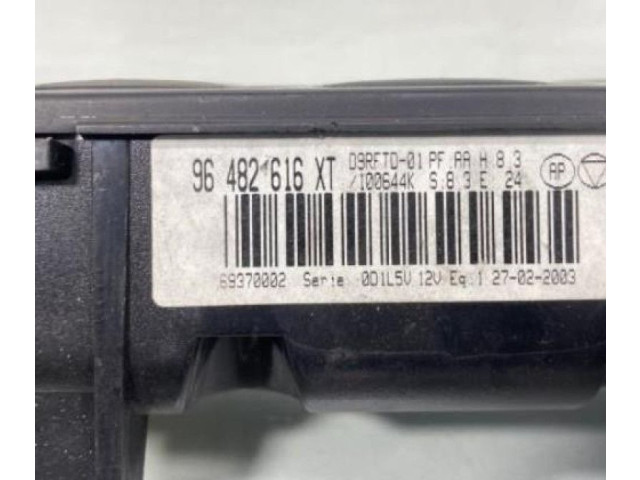 96 482 616 XT D9RFTD-01 PF.AA H.8.3
/I00644K S.8 3 E. 24 AP
69370002 Serie: 0D1L5V 12V Eq.1 27-02-2003